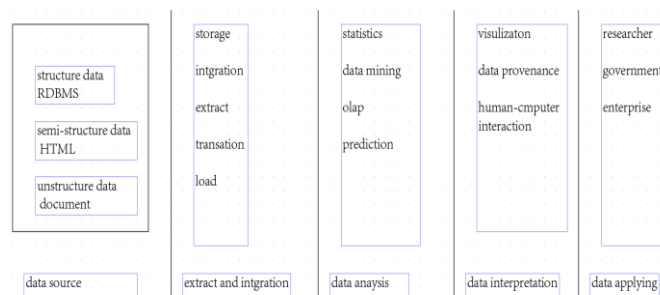 structure data
RDBMS
semi-structure data
HTML
unstructure data
document
data source
storage
intgration
extract
transation
load
extract and intgration
statistics
data mining
olap
prediction
data anaysis
visulizaton
data provenance
human-cmputer
interaction
data interpretation
researcher
government
enterprise
data applying